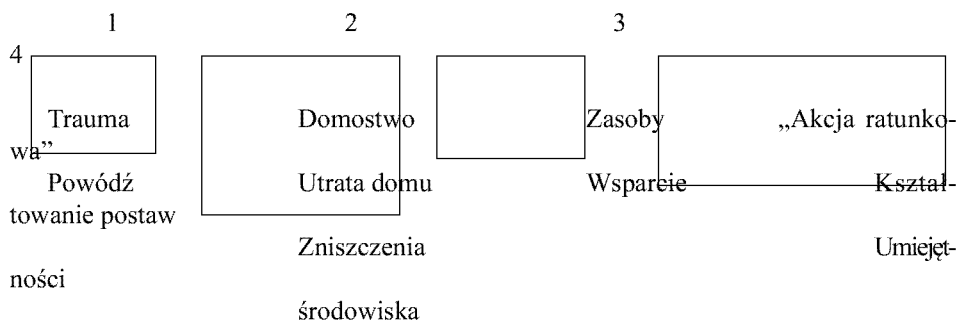 1 2 3
4
Trauma Domostwo Zasoby „Akcja ratunko-
wa”
Powódź Utrata domu Wsparcie Kształ-
towanie postaw
Zniszczenia Umiejęt-
ności
środowiska